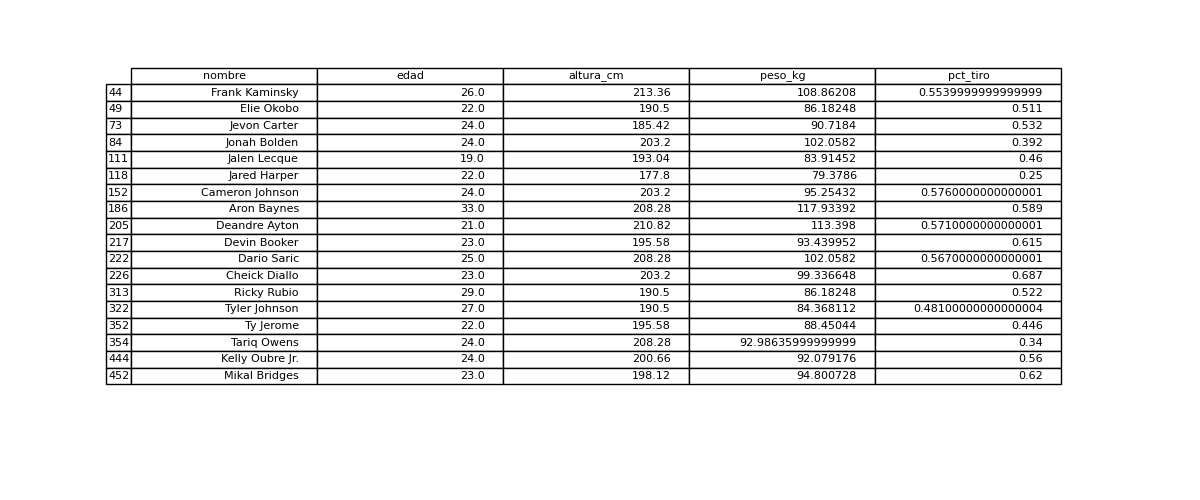 nombre edad altura_cm peso_kg pct_tiro
44 Frank Kaminsky 26.0 213.36 108.86208 0.5539999999999999
49 Elie Okobo 22.0 190.5 86.18248 0.511
73 Jevon Carter 24.0 185.42 90.7184 0.532
84 Jonah Bolden 24.0 203.2 102.0582 0.392
111 Jalen Lecque 19.0 193.04 83.91452 0.46
118 Jared Harper 22.0 177.8 79.3786 0.25
152 Cameron Johnson 24.0 203.2 95.25432 0.5760000000000001
186 Aron Baynes 33.0 208.28 117.93392 0.589
205 Deandre Ayton 21.0 210.82 113.398 0.5710000000000001
217 Devin Booker 23.0 195.58 93.439952 0.615
222 Dario Saric 25.0 208.28 102.0582 0.5670000000000001
226 Cheick Diallo 23.0 203.2 99.336648 0.687
313 Ricky Rubio 29.0 190.5 86.18248 0.522
322 Tyler Johnson 27.0 190.5 84.368112 0.48100000000000004
352 Ty Jerome 22.0 195.58 88.45044 0.446
354 Tariq Owens 24.0 208.28 92.98635999999999 0.34
444 Kelly Oubre Jr. 24.0 200.66 92.079176 0.56
452 Mikal Bridges 23.0 198.12 94.800728 0.62